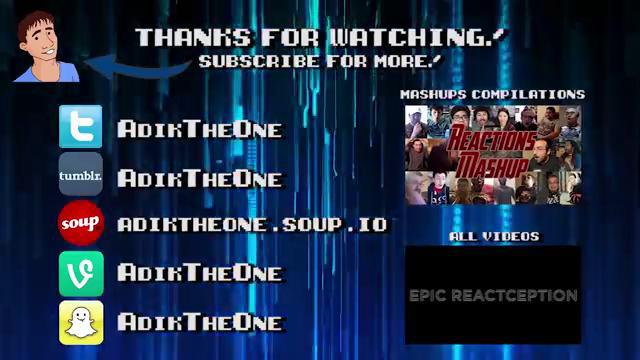 THANKS FOR WATCHING!
SUBSCRIBE FOR MORE!
MASHUPS COMPILATIONS
REACTIONS
MASHUP
t AdikTheOne
tumblr. AdikTheOne
soup adiktheone.soup.io
AdikTheOne
AdikTheOne
ALL VIDEOS
EPIC REACTCEPTION